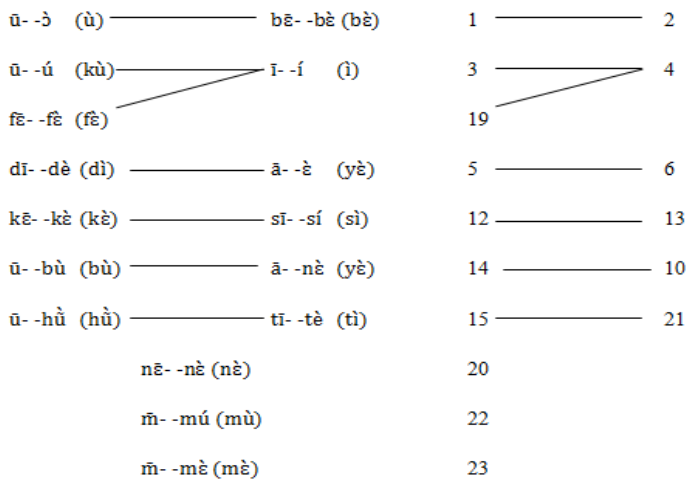 ū- -ɔ̀ (ù) bɛ̄- -bɛ̀ (bɛ̀) 1 2
ū- -ú (kù) ī- -í (ì) 3 4
fɛ̄- -fɛ̀ (fɛ̀) 19
dī- -dè (dì) ā- -ɛ̀ (yɛ̀) 5 6
kɛ̄- -kɛ̀ (kɛ̀) sī- -sí (sì) 12 13
ū- -bù (bù) ā- -nɛ̀ (yɛ̀) 14 10
ū- -hʊ̀̃ (hʊ̀̃) tī- -tè (tì) 15 21
nɛ̄- -nɛ̀ (nɛ̀) 20
m̄- -mú (mù) 22
m̄- -mɛ̀ (mɛ̀) 23